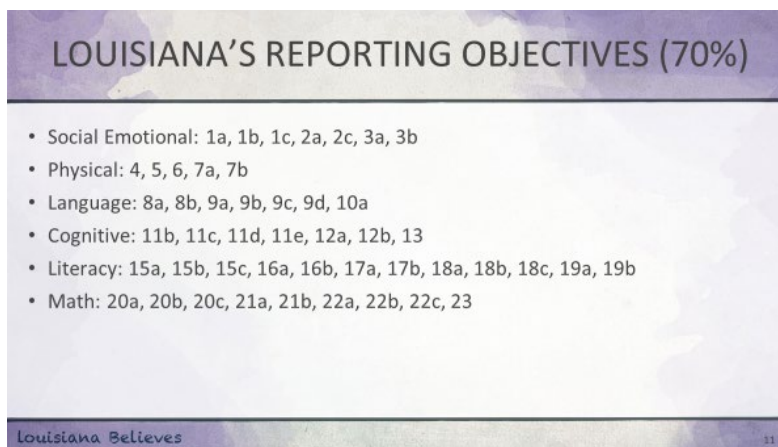 LOUISIANA'S REPORTING OBJECTIVES (70%)
• Social Emotional: 1a, 1b, 1c, 2a, 2c, 3a, 3b
• Physical: 4, 5, 6, 7a, 7b
• Language: 8a, 8b, 9a, 9b, 9c, 9d, 10a
• Cognitive: 11b, 11c, 11d, 11e, 12a, 12b, 13
• Literacy: 15a, 15b, 15c, 16a, 16b, 17a, 17b, 18a, 18b, 18c, 19a, 19b
• Math: 20a, 20b, 20c, 21a, 21b, 22a, 22b, 22c, 23
Louisiana Believes
11